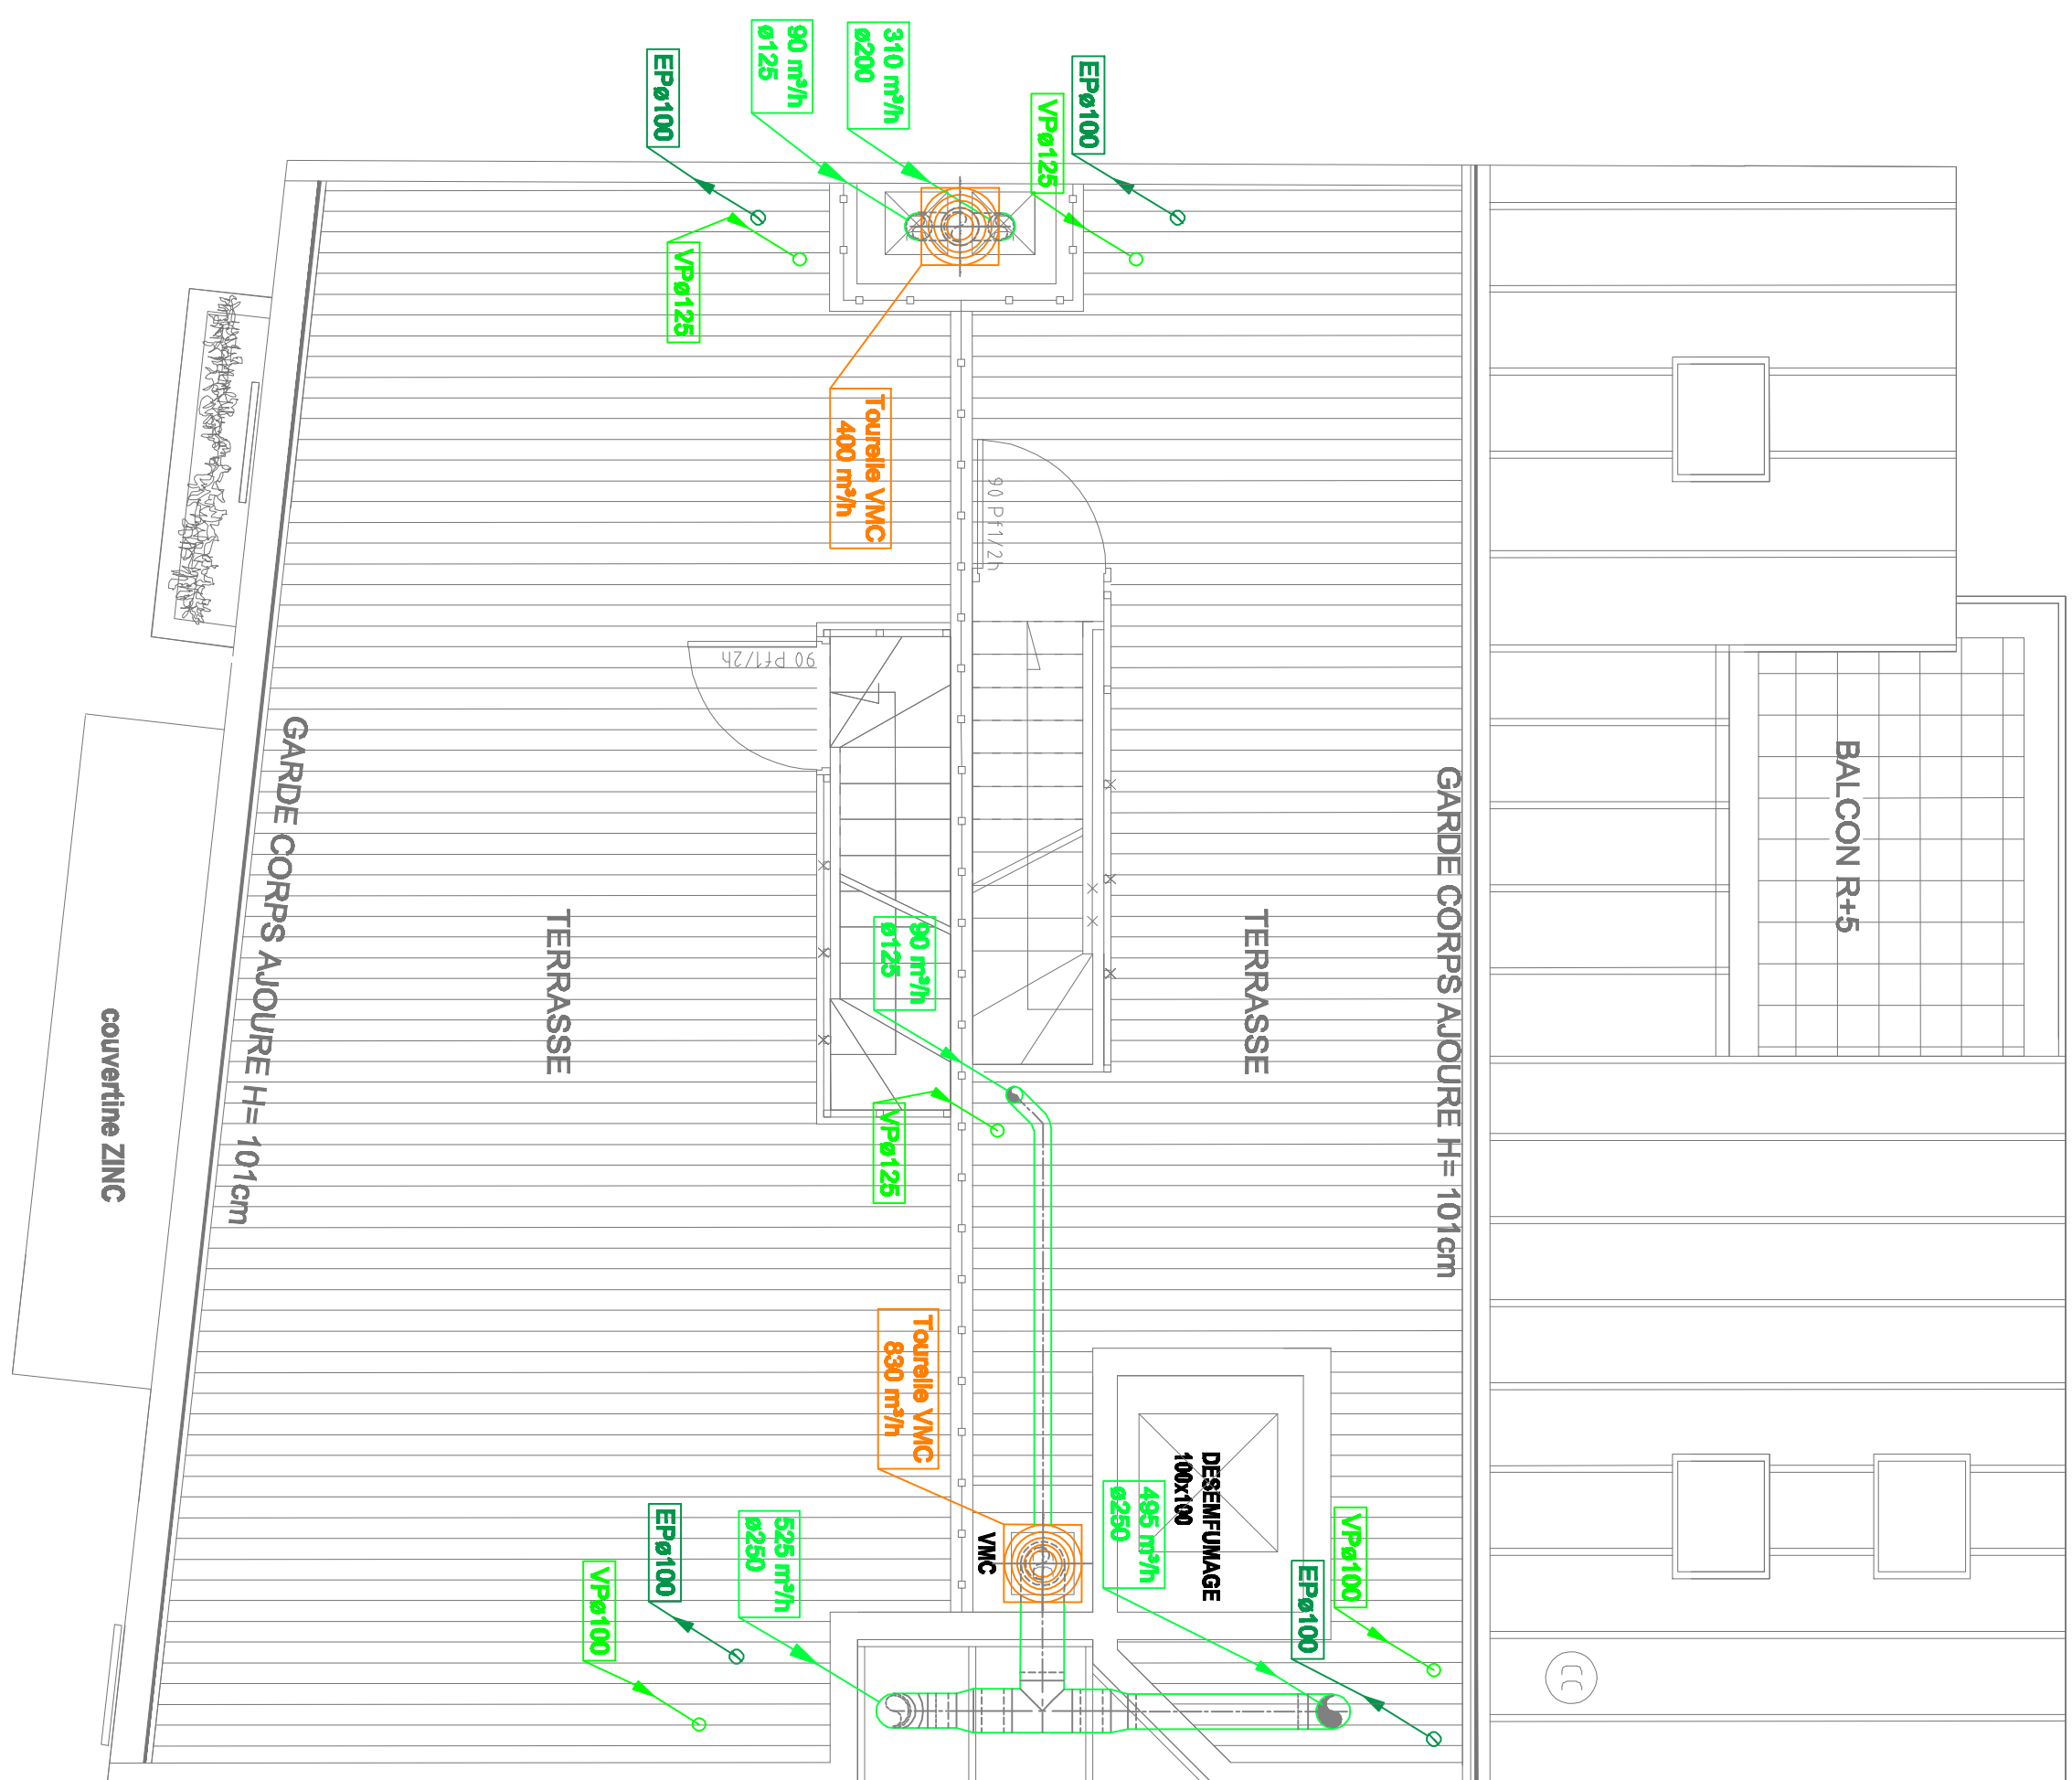 90 m³/h
ø125
310 m³/h
ø200
EPø100
EPø100
VPø125
VPø125
Tourelle VMC
400 m³/h
90 Pf1/2h
90 Pf1/2h
BALCON R+5
GARDE CORPS AJOURE H= 101cm
GARDE CORPS AJOURE H= 101cm
TERRASSE
TERRASSE
90 m³/h
ø125
VPø125
couvertine ZINC
Tourelle VMC
830 m³/h
VMC
DESEMFUMAGE
100x100
495 m³/h
ø250
525 m³/h
ø250
EPø100
VPø100
VPø100
EPø100
CC